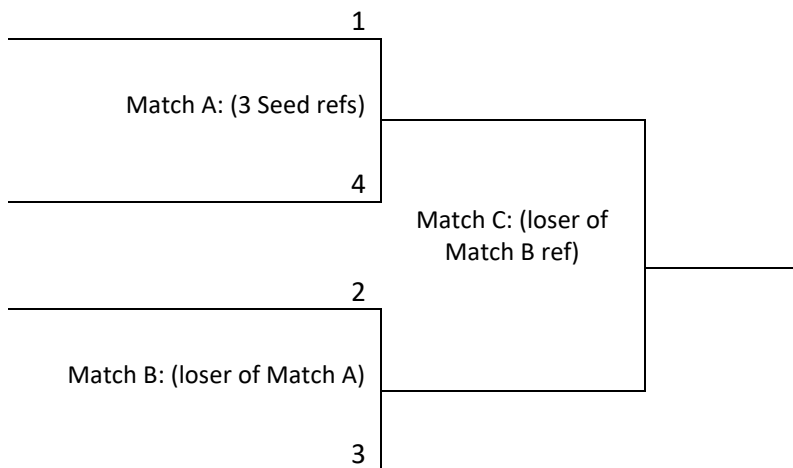 1
Match A: (3 Seed refs)
4
Match C: (loser of
Match B ref)
2
Match B: (loser of Match A)
3